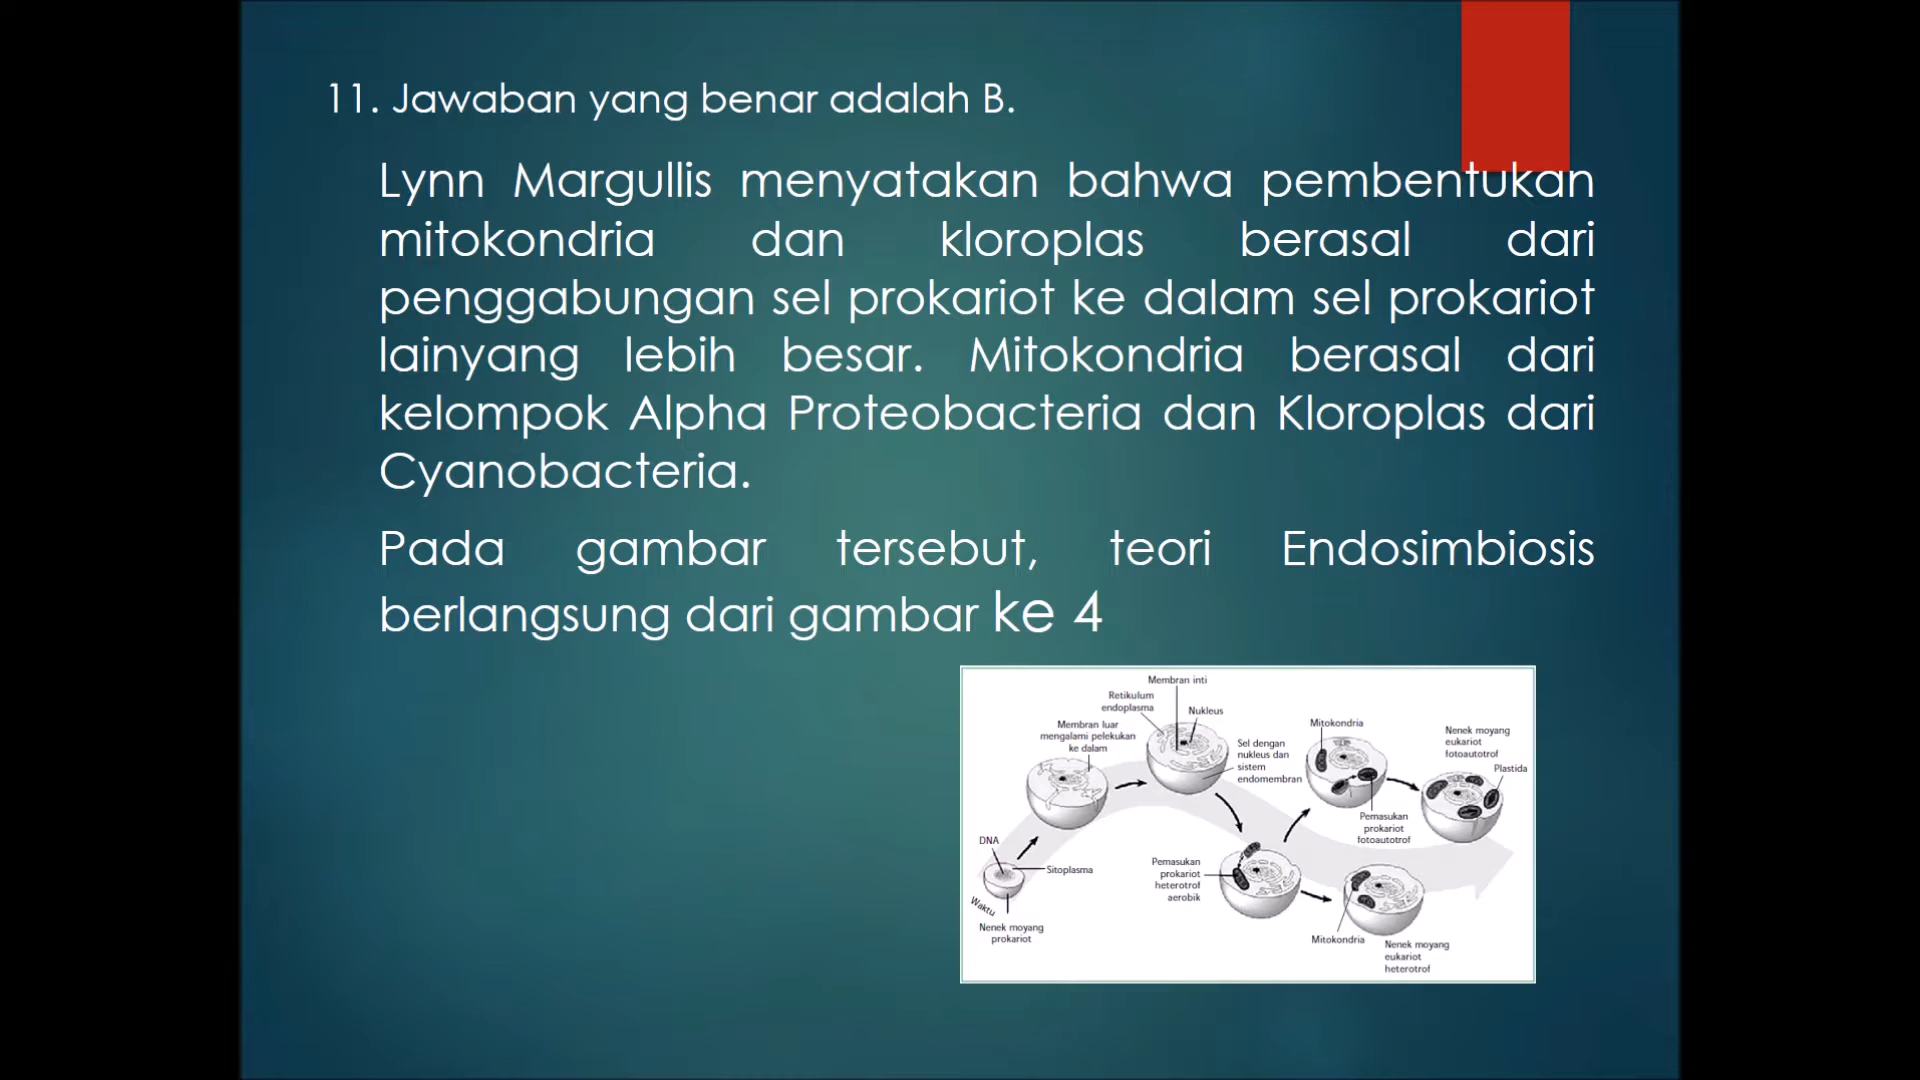 11. Jawaban yang benar adalah B.
Lynn Margullis menyatakan bahwa pembentukan
mitokondria dan kloroplas berasal dari
penggabungan sel prokariot ke dalam sel prokariot
lainyang lebih besar. Mitokondria berasal dari
kelompok Alpha Proteobacteria dan Kloroplas dari
Cyanobacteria.
Pada gambar tersebut, teori Endosimbiosis
berlangsung dari gambar ke 4
Membran inti
Retikulum
endoplasma
Nukleus
Membran luar
mengalami pelekukan
ke dalam
Sel dengan
nukleus dan
sistem
endomembran
Mitokondria
Nenek moyang
eukariot
fotoautotrof
Plastida
Pemasukan
prokariot
fotoautotrof
DNA
Sitoplasma
Waktu
Nenek moyang
prokariot
Pemasukan
prokariot
heterotrof
aerobik
Mitokondria
Nenek moyang
eukariot
heterotrof